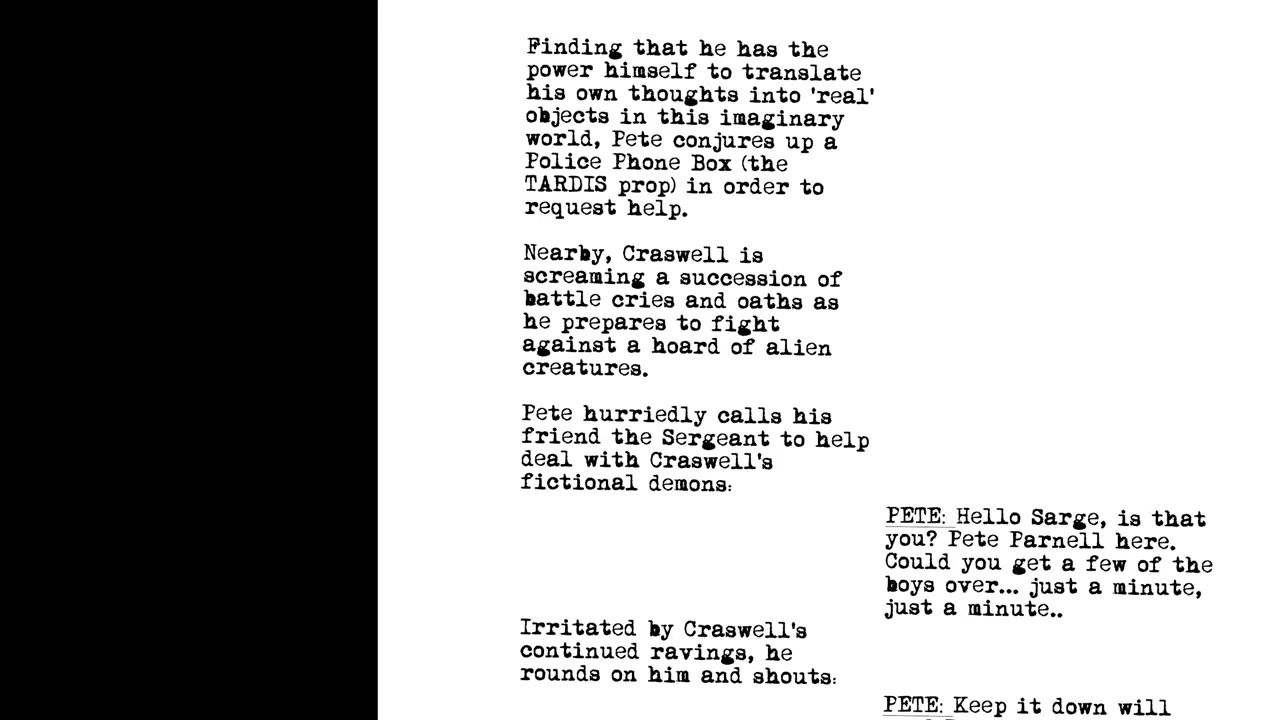 Finding that he has the
power himself to translate
his own thoughts into 'real'
objects in this imaginary
world, Pete conjures up a
Police Phone Box (the
TARDIS prop) in order to
request help.
Nearby, Craswell is
screaming a succession of
battle cries and oaths as
he prepares to fight
against a hoard of alien
creatures.
Pete hurriedly calls his
friend the Sergeant to help
deal with Craswell's
fictional demons:
PETE: Hello Sarge, is that
you? Pete Parnell here.
Could you get a few of the
boys over... just a minute,
just a minute..
Irritated by Craswell's
continued ravings, he
rounds on him and shouts:
PETE: Keep it down will